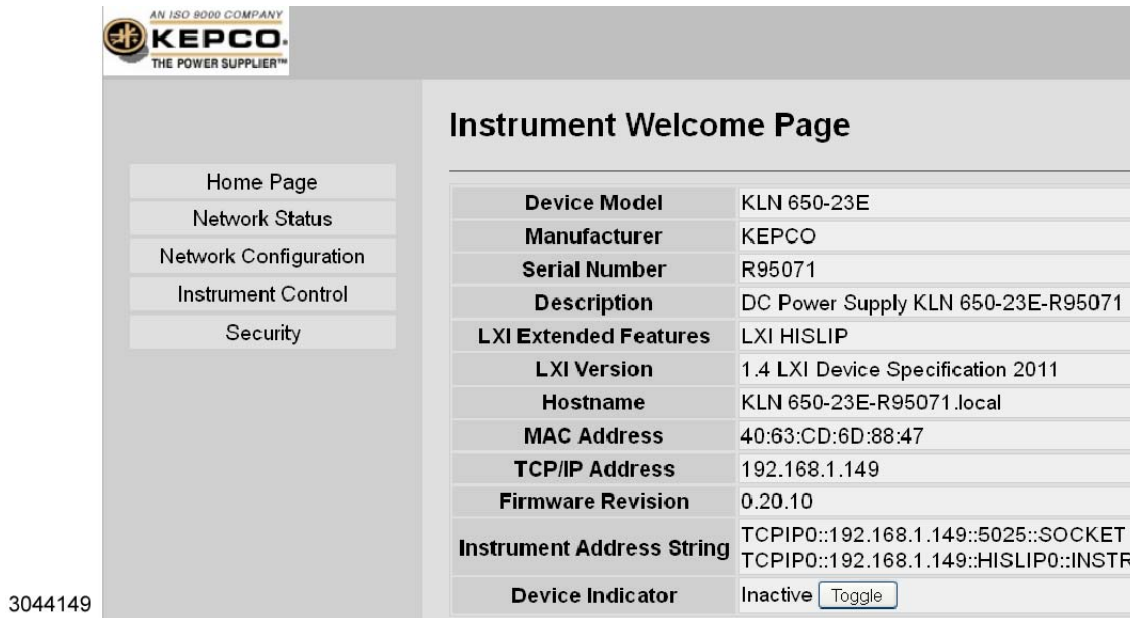 AN ISO 9000 COMPANY
KEPCO.
THE POWER SUPPLIER™
Instrument Welcome Page
Home Page
Network Status
Network Configuration
Instrument Control
Security
Device Model KLN 650-23E
Manufacturer KEPCO
Serial Number R95071
Description DC Power Supply KLN 650-23E-R95071
LXI Extended Features LXI HISLIP
LXI Version 1.4 LXI Device Specification 2011
Hostname KLN 650-23E-R95071.local
MAC Address 40:63:CD:6D:88:47
TCP/IP Address 192.168.1.149
Firmware Revision 0.20.10
Instrument Address String TCPIP0::192.168.1.149::5025::SOCKET
TCPIP0::192.168.1.149::HISLIP0::INSTR
Device Indicator Inactive Toggle
3044149